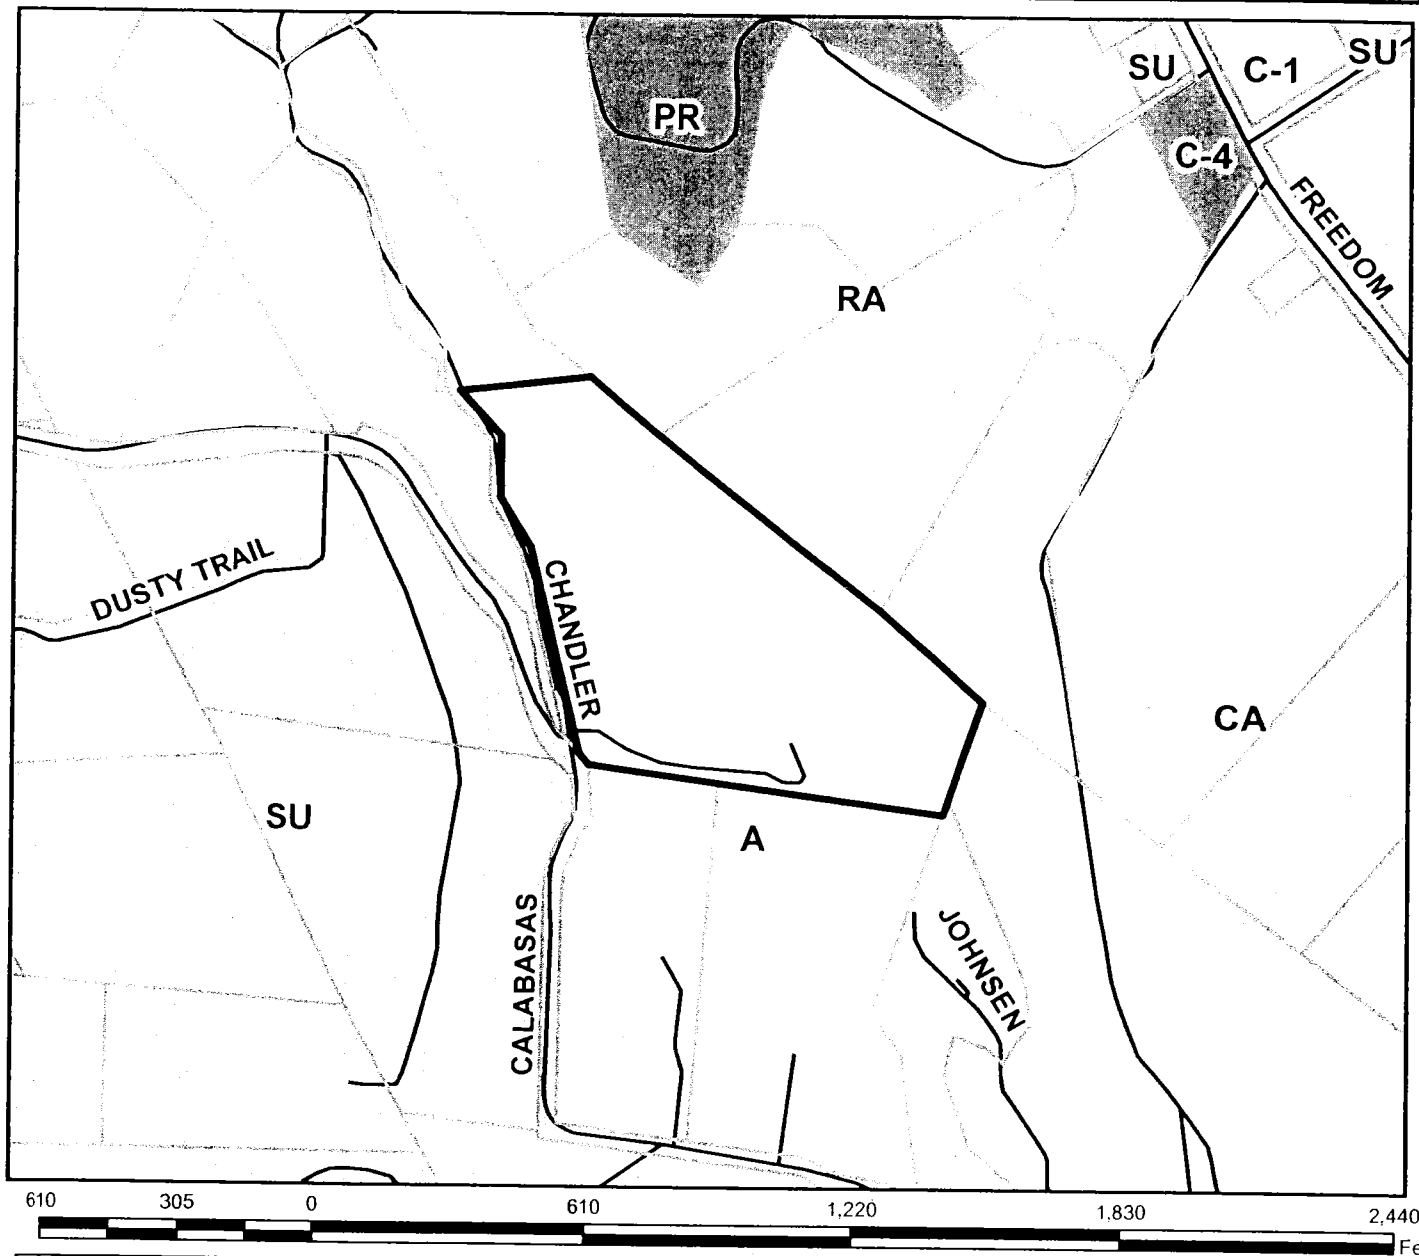 SU
C-1
SU
PR
C-4
FREEDOM
RA
DUSTY TRAIL
CHANDLER
CA
SU
A
CALABASAS
JOHNSEN
610 305 0 610 1,220 1,830 2,440
Fe